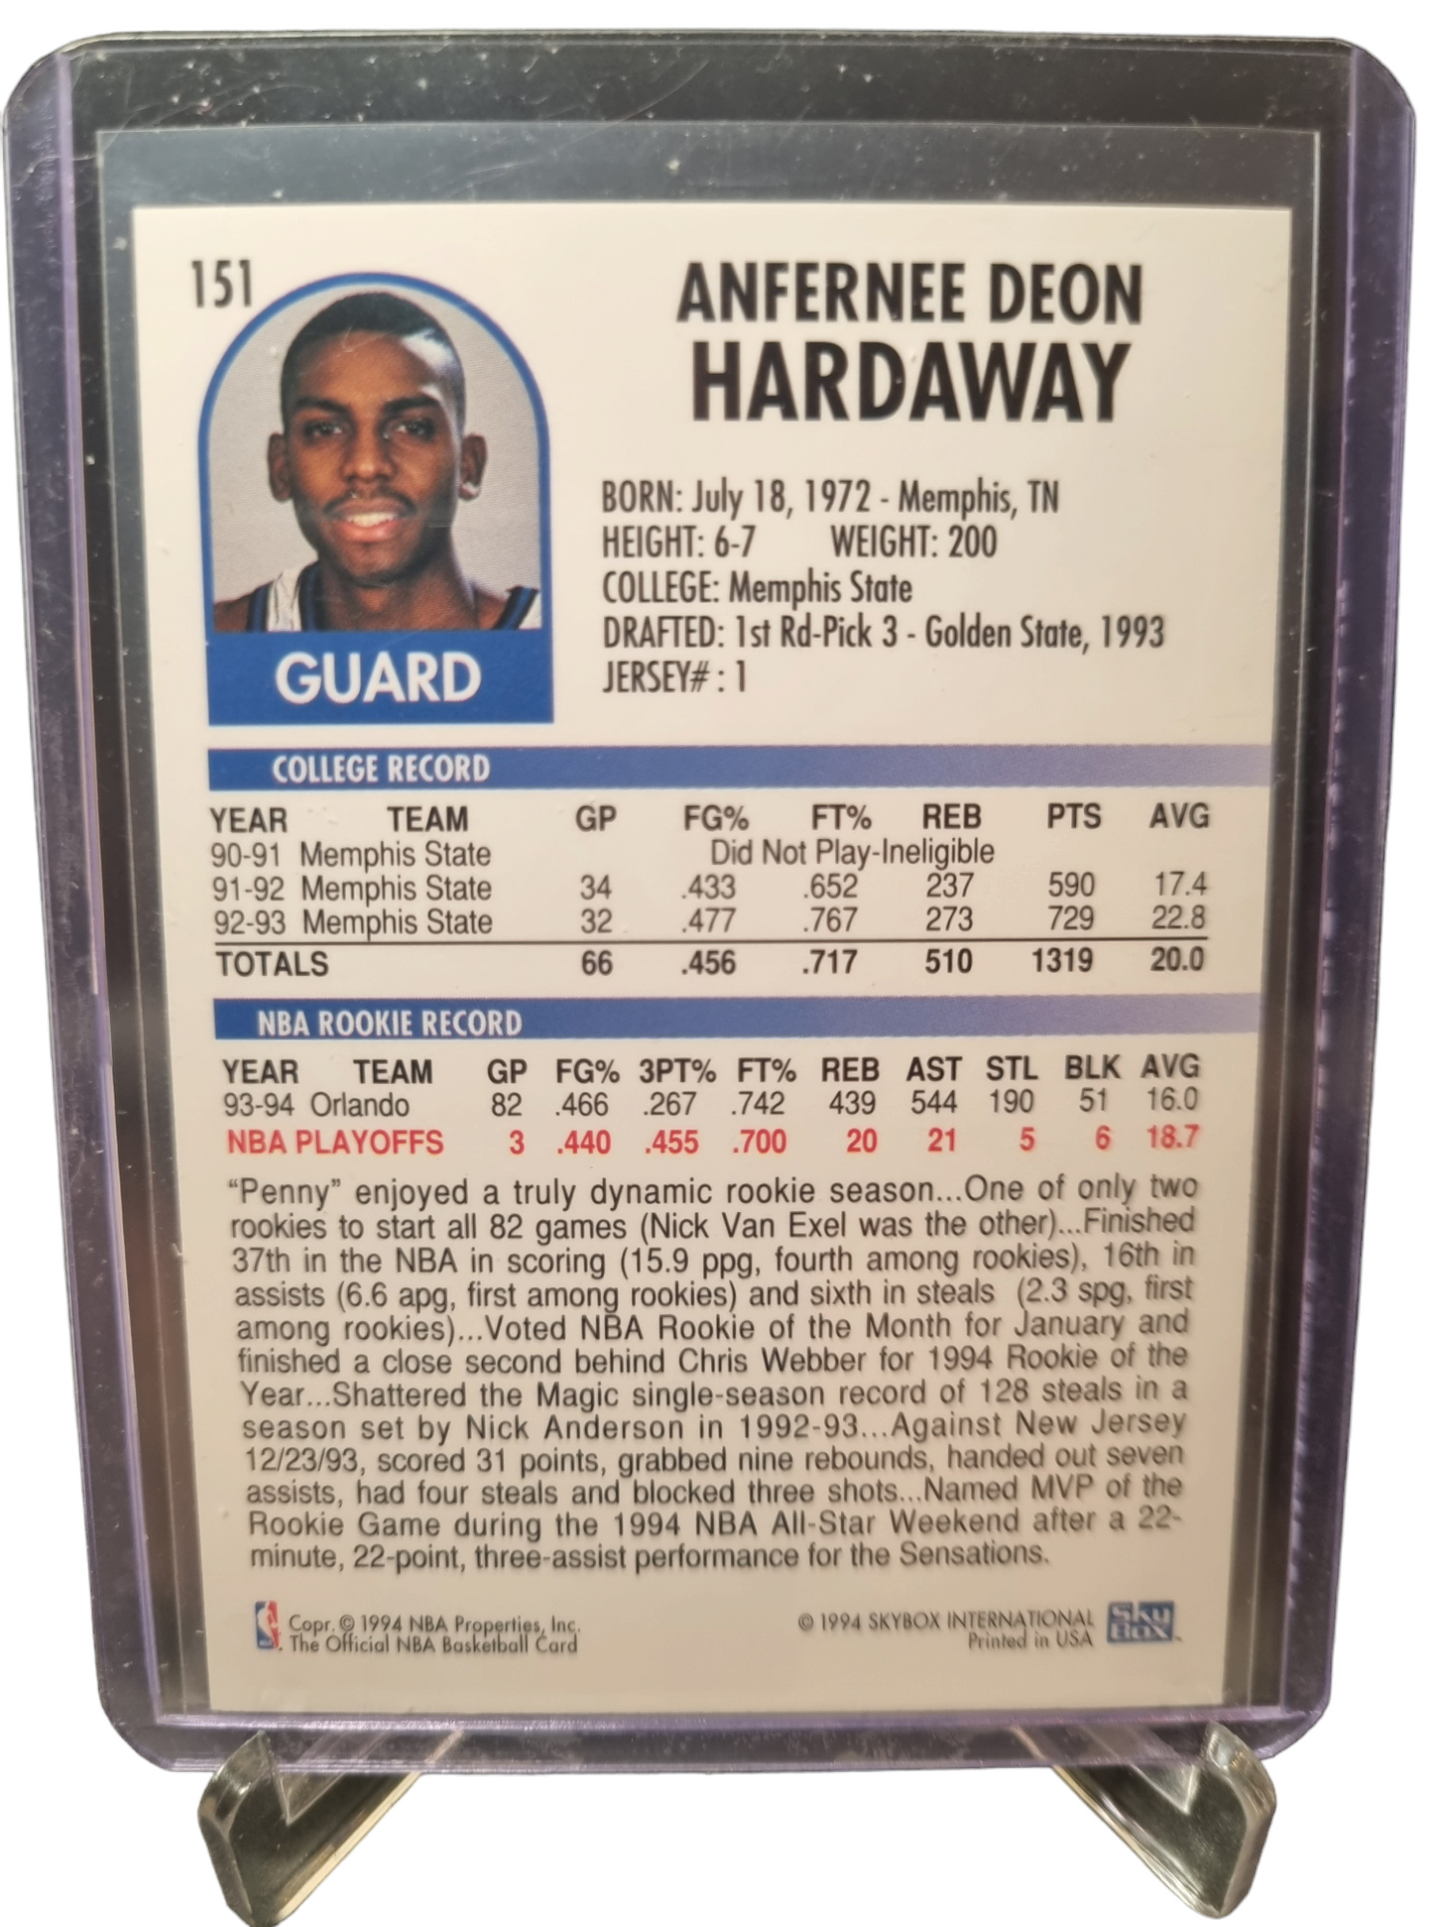 151
ANFERNEE DEON
HARDAWAY
BORN: July 18, 1972 - Memphis, TN
HEIGHT: 6-7 WEIGHT: 200
COLLEGE: Memphis State
DRAFTED: 1st Rd-Pick 3 - Golden State, 1993
JERSEY# : 1
GUARD
COLLEGE RECORD
YEAR TEAM GP FG% FT% REB PTS AVG
90-91 Memphis State Did Not Play-Ineligible
91-92 Memphis State 34 .433 .652 237 590 17.4
92-93 Memphis State 32 .477 .767 273 729 22.8
TOTALS 66 .456 .717 510 1319 20.0
NBA ROOKIE RECORD
YEAR TEAM GP FG% 3PT% FT% REB AST STL BLK AVG
93-94 Orlando 82 .466 .267 .742 439 544 190 51 16.0
NBA PLAYOFFS 3 .440 .455 .700 20 21 5 6 18.7
“Penny” enjoyed a truly dynamic rookie season...One of only two
rookies to start all 82 games (Nick Van Exel was the other)...Finished
37th in the NBA in scoring (15.9 ppg, fourth among rookies), 16th in
assists (6.6 apg, first among rookies) and sixth in steals (2.3 spg, first
among rookies)...Voted NBA Rookie of the Month for January and
finished a close second behind Chris Webber for 1994 Rookie of the
Year...Shattered the Magic single-season record of 128 steals in a
season set by Nick Anderson in 1992-93...Against New Jersey
12/23/93, scored 31 points, grabbed nine rebounds, handed out seven
assists, had four steals and blocked three shots...Named MVP of the
Rookie Game during the 1994 NBA All-Star Weekend after a 22-
minute, 22-point, three-assist performance for the Sensations.
Copr. © 1994 NBA Properties, Inc.
The Official NBA Basketball Card
© 1994 SKYBOX INTERNATIONAL
Printed in USA
SkyBox™